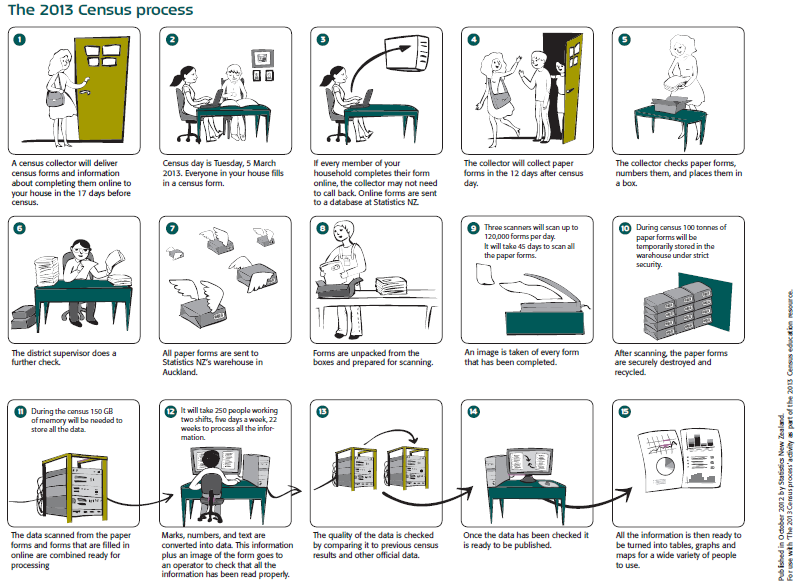 The 2013 Census process
1
A census collector will deliver
census forms and information
about completing them online to
your house in the 17 days before
census.
2
Census day is Tuesday, 5 March
2013. Everyone in your house fills
in a census form.
3
If every member of your
household completes their form
online, the collector may not need
to call back. Online forms are sent
to a database at Statistics NZ.
4
The collector will collect paper
forms in the 12 days after census
day.
5
The collector checks paper forms,
numbers them, and places them in
a box.
6
The district supervisor does a
further check.
7
All paper forms are sent to
Statistics NZ's warehouse in
Auckland.
8
Forms are unpacked from the
boxes and prepared for scanning.
9
Three scanners will scan up to
120,000 forms per day.
It will take 45 days to scan all
the paper forms.
An image is taken of every form
that has been completed.
10
During census 100 tonnes of
paper forms will be
temporarily stored in the
warehouse under strict
security.
After scanning, the paper forms
are securely destroyed and
recycled.
11
During the census 150 GB
of memory will be needed to
store all the data.
The data scanned from the paper
forms and forms that are filled in
online are combined ready for
processing
12
It will take 250 people working
two shifts, five days a week, 22
weeks to process all the infor-
mation.
Marks, numbers, and text are
converted into data. This information
plus an image of the form goes to
an operator to check that all the
information has been read properly.
13
The quality of the data is checked
by comparing it to previous census
results and other official data.
14
Once the data has been checked it
is ready to be published.
15
All the information is then ready to
be turned into tables, graphs and
maps for a wide variety of people
to use.
Published in October 2012 by Statistics New Zealand.
For use with 'The 2013 Census process' activity as part of the 2013 Census education resource.